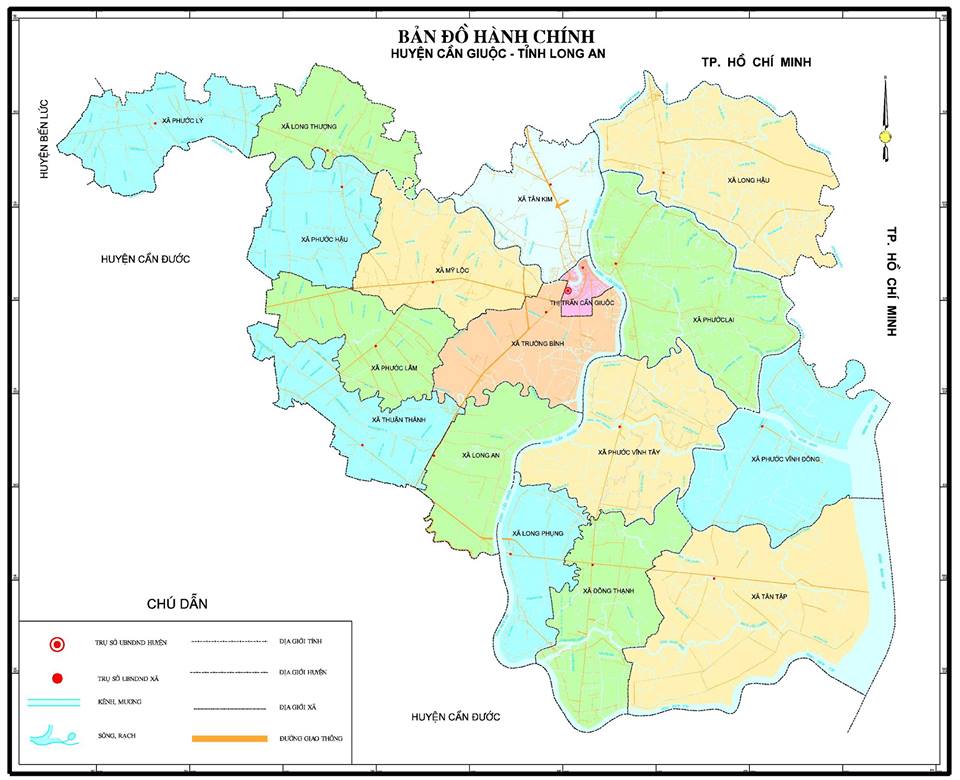 BẢN ĐỒ HÀNH CHÍNH
HUYỆN CẦN GIUỘC - TỈNH LONG AN
TP. HỒ CHÍ MINH
HUYỆN BẾN LỨC
XÃ PHƯỚC LÝ
XÃ LONG THƯỢNG
XÃ LONG HẬU
XÃ TÂN KIM
XÃ PHƯỚC HẬU
HUYỆN CẦN ĐƯỚC
XÃ MỸ LỘC
TP. HỒ CHÍ MINH
THỊ TRẤN CẦN GIUỘC
XÃ PHƯỚC LẠI
XÃ TRƯỜNG BÌNH
XÃ PHƯỚC LÂM
XÃ THUẬN THÀNH
XÃ LONG AN
XÃ PHƯỚC VĨNH TÂY
XÃ PHƯỚC VĨNH ĐÔNG
XÃ LONG PHỤNG
XÃ ĐÔNG THẠNH
XÃ TÂN TẬP
HUYỆN CẦN ĐƯỚC
CHÚ DẪN
TRỤ SỞ UBNDND HUYỆN
ĐỊA GIỚI TỈNH
TRỤ SỞ UBNDND XÃ
ĐỊA GIỚI HUYỆN
KÊNH, MƯƠNG
ĐỊA GIỚI XÃ
SÔNG, RẠCH
ĐƯỜNG GIAO THÔNG